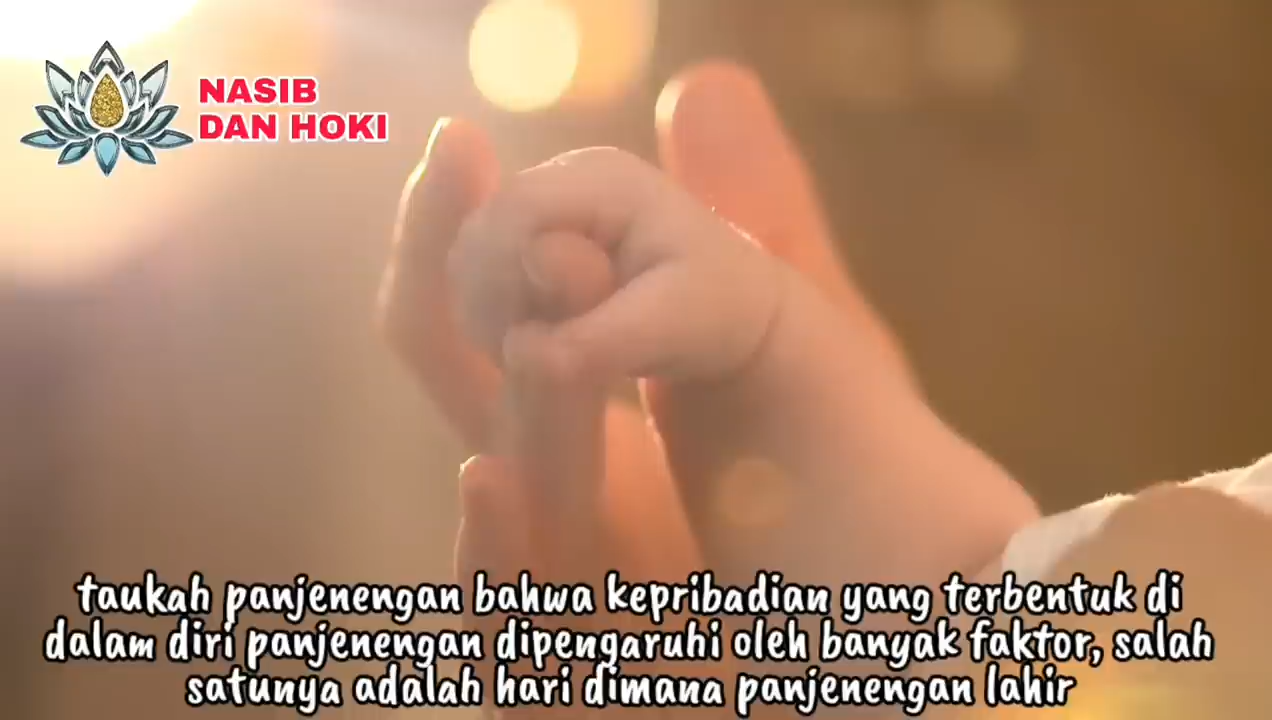 NASIB
DAN HOKI
taukah panjenengan bahwa kepribadian yang terbentuk di
dalam diri panjenengan dipengaruhi oleh banyak faktor, salah
satunya adalah hari dimana panjenengan lahir